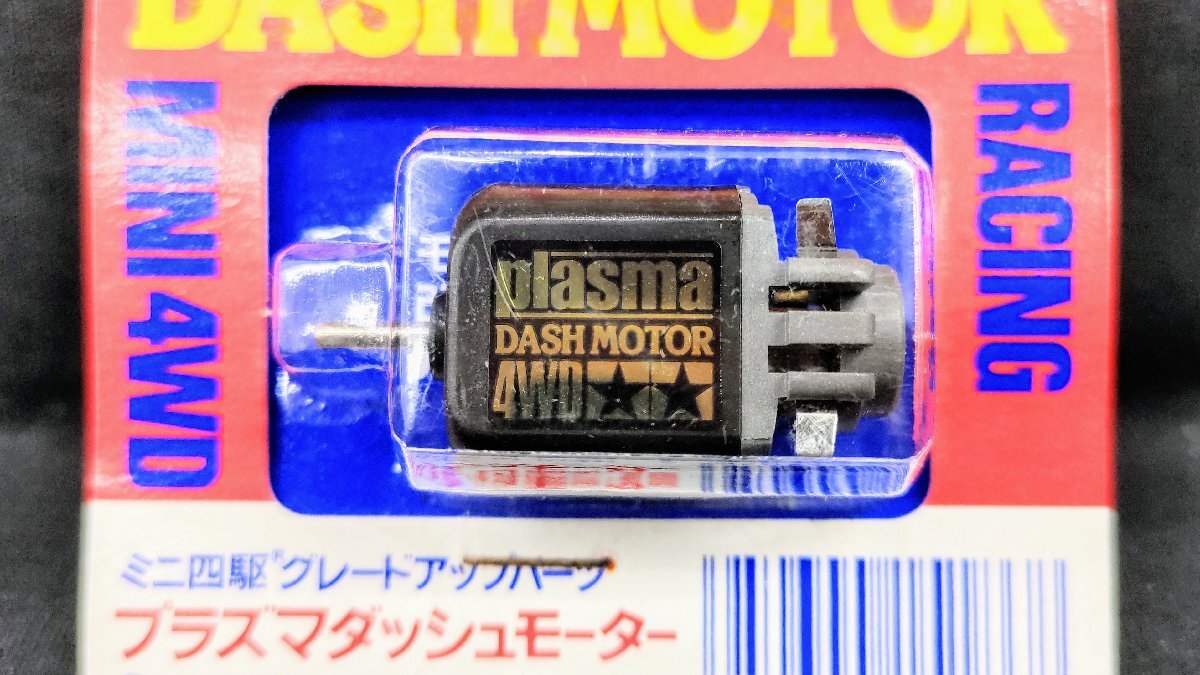 DASH MOTOR
MINI 4WD
RACING
plasma
DASH MOTOR
4WD
ミニ四駆®グレードアップパーツ
プラズマダッシュモーター